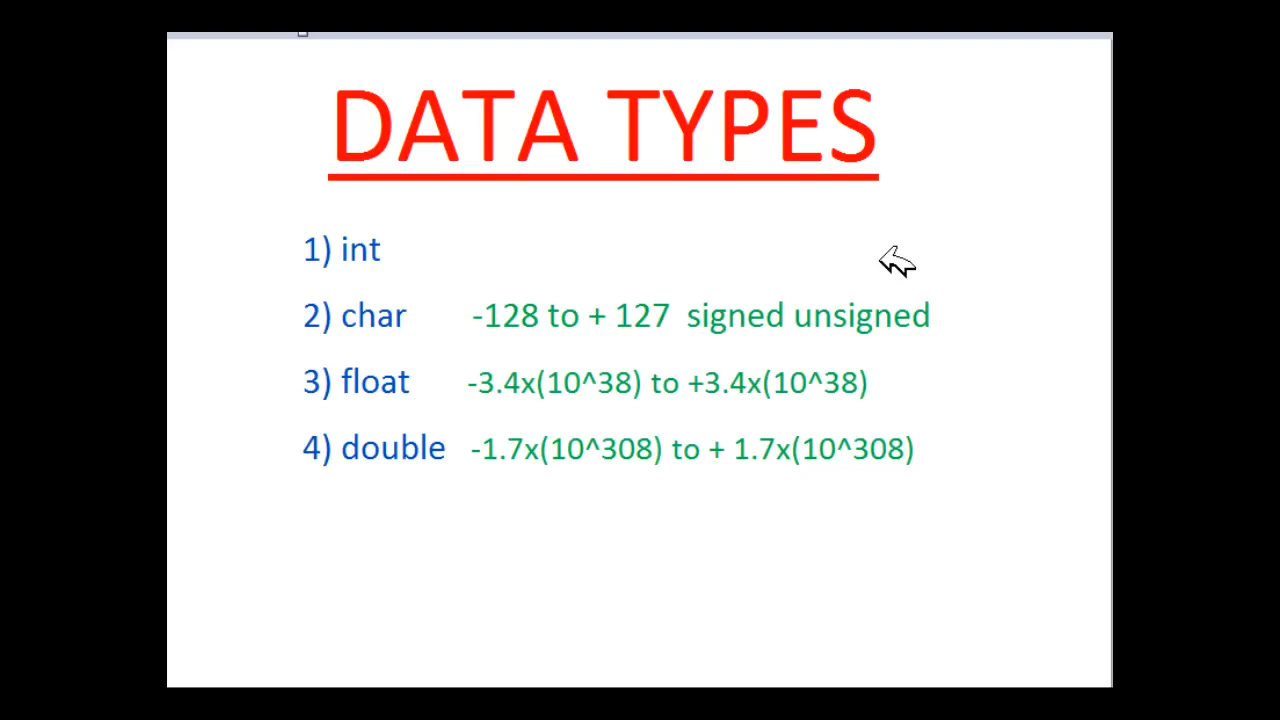 DATA TYPES
1) int
2) char -128 to + 127 signed unsigned
3) float -3.4x(10^38) to +3.4x(10^38)
4) double -1.7x(10^308) to + 1.7x(10^308)